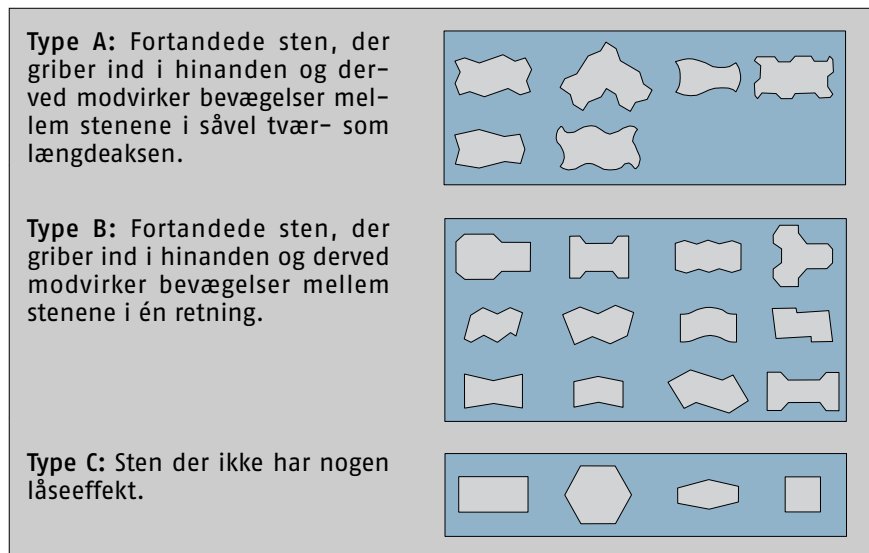 Type A: Fortandede sten, der
griber ind i hinanden og der-
ved modvirker bevægelser mel-
lem stenene i såvel tvær- som
længdeaksen.
Type B: Fortandede sten, der
griber ind i hinanden og derved
modvirker bevægelser mellem
stenene i én retning.
Type C: Sten der ikke har nogen
låseeffekt.